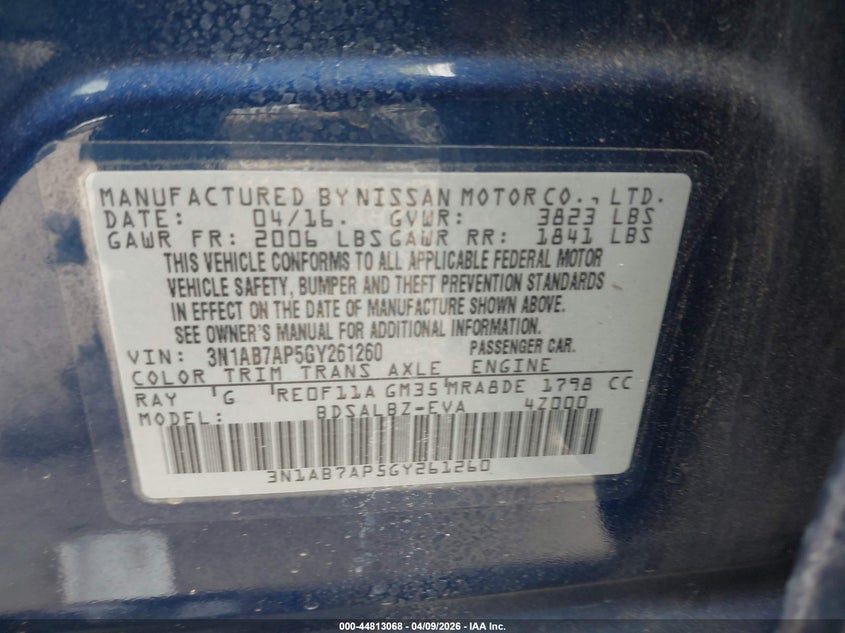 MANUFACTURED BY NISSAN MOTOR CO., LTD.
DATE: 04/16. GVWR: 3823 LBS
GAWR FR: 2006 LBS GAWR RR: 1841 LBS
THIS VEHICLE CONFORMS TO ALL APPLICABLE FEDERAL MOTOR
VEHICLE SAFETY, BUMPER AND THEFT PREVENTION STANDARDS
IN EFFECT ON THE DATE OF MANUFACTURE SHOWN ABOVE.
SEE OWNER'S MANUAL FOR ADDITIONAL INFORMATION.
VIN: 3N1AB7AP5GY261260 PASSENGER CAR.
COLOR TRIM TRANS AXLE ENGINE
RAY G RE0F11A GM35 MRA8DE 1798 CC
MODEL: BDSALBZ-EVA 4Z000
3N1AB7AP5GY261260
000-44813068 04/09/2026 - IAA Inc.